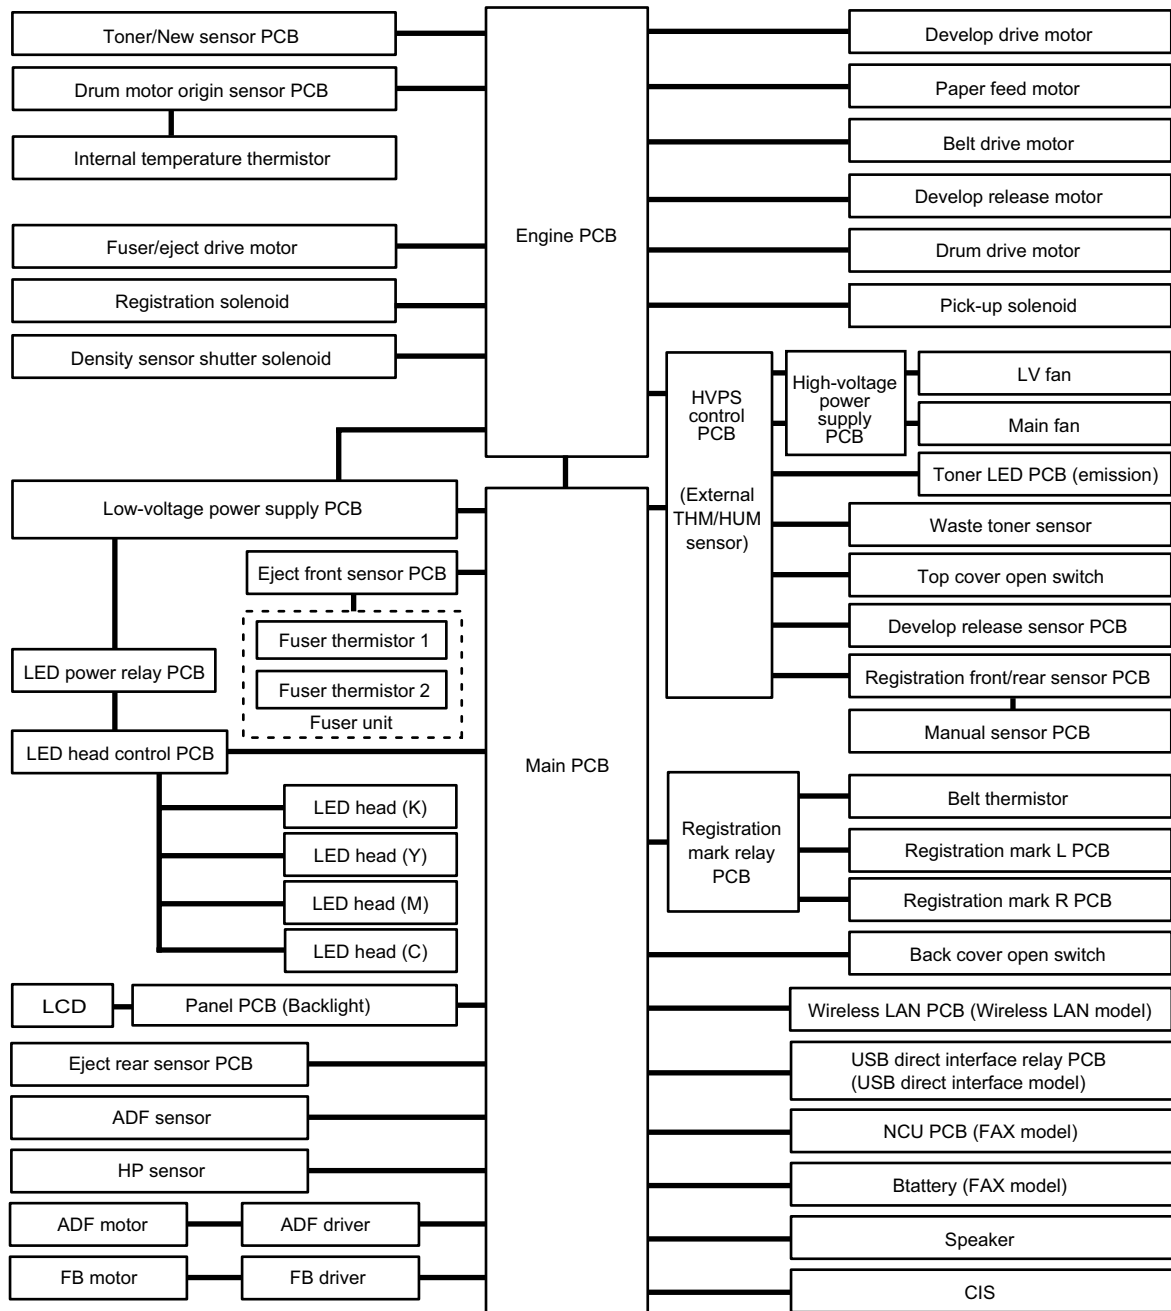 Toner/New sensor PCB
Drum motor origin sensor PCB
Internal temperature thermistor
Fuser/eject drive motor
Registration solenoid
Density sensor shutter solenoid
Engine PCB
Develop drive motor
Paper feed motor
Belt drive motor
Develop release motor
Drum drive motor
Pick-up solenoid
HVPS
control
PCB
(External
THM/HUM
sensor)
High-voltage
power
supply
PCB
LV fan
Main fan
Toner LED PCB (emission)
Waste toner sensor
Top cover open switch
Develop release sensor PCB
Registration front/rear sensor PCB
Manual sensor PCB
Low-voltage power supply PCB
Eject front sensor PCB
Fuser thermistor 1
Fuser thermistor 2
Fuser unit
LED power relay PCB
LED head control PCB
LED head (K)
LED head (Y)
LED head (M)
LED head (C)
Main PCB
Registration
mark relay
PCB
Belt thermistor
Registration mark L PCB
Registration mark R PCB
Back cover open switch
LCD
Panel PCB (Backlight)
Eject rear sensor PCB
ADF sensor
HP sensor
ADF motor
ADF driver
FB motor
FB driver
Wireless LAN PCB (Wireless LAN model)
USB direct interface relay PCB
(USB direct interface model)
NCU PCB (FAX model)
Btattery (FAX model)
Speaker
CIS